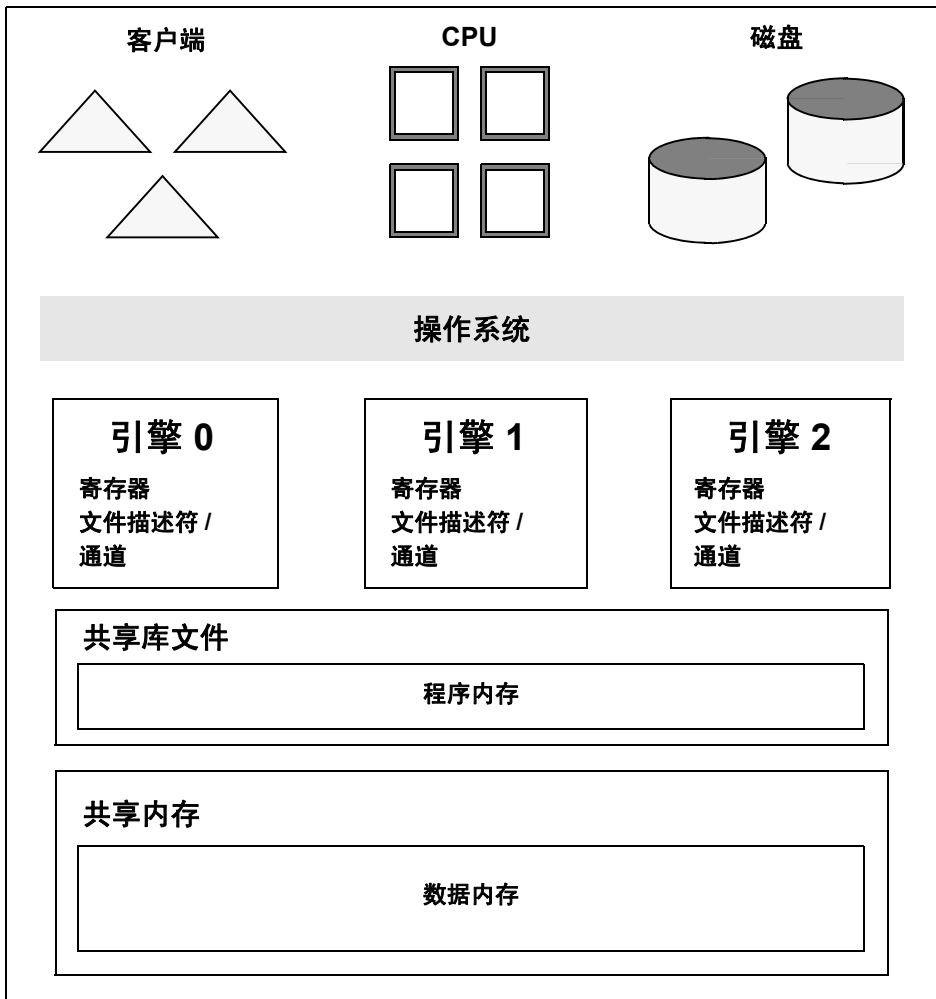 客户端
CPU
磁盘
操作系统
引擎 0
寄存器
文件描述符 /
通道
引擎 1
寄存器
文件描述符 /
通道
引擎 2
寄存器
文件描述符 /
通道
共享库文件
程序内存
共享内存
数据内存